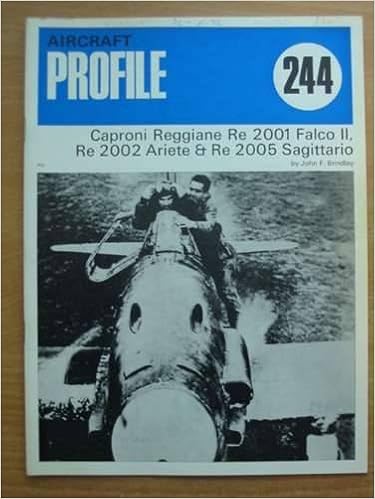 AIRCRAFT
PROFILE
244
Caproni Reggiane Re 2001 Falco II,
Re 2002 Ariete & Re 2005 Sagittario
by John F. Brindley